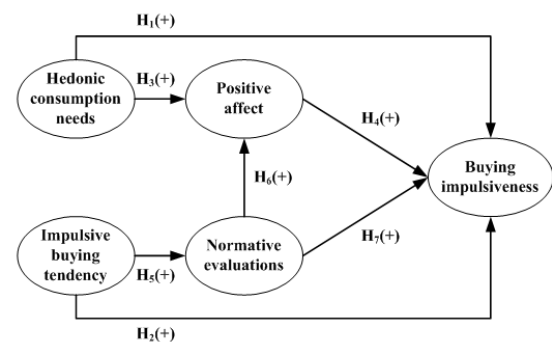 H₁(+)
Hedonic
consumption
needs
H₃(+)
Positive
affect
H₄(+)
Buying
impulsiveness
H₆(+)
Impulsive
buying
tendency
H₅(+)
Normative
evaluations
H₇(+)
H₂(+)